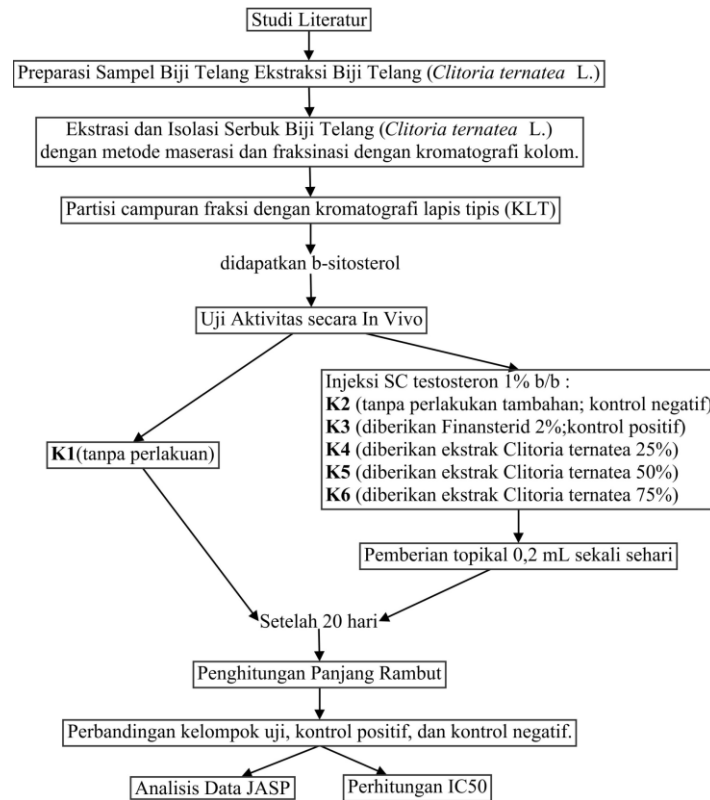 Studi Literatur
Preparasi Sampel Biji Telang Ekstraksi Biji Telang (Clitoria ternatea L.)
Ekstrasi dan Isolasi Serbuk Biji Telang (Clitoria ternatea L.)
dengan metode maserasi dan fraksinasi dengan kromatografi kolom.
Partisi campuran fraksi dengan kromatografi lapis tipis (KLT)
didapatkan b-sitosterol
Uji Aktivitas secara In Vivo
K1(tanpa perlakuan)
Injeksi SC testosteron 1% b/b :
K2 (tanpa perlakukan tambahan; kontrol negatif)
K3 (diberikan Finansterid 2%;kontrol positif)
K4 (diberikan ekstrak Clitoria ternatea 25%)
K5 (diberikan ekstrak Clitoria ternatea 50%)
K6 (diberikan ekstrak Clitoria ternatea 75%)
Pemberian topikal 0,2 mL sekali sehari
Setelah 20 hari
Penghitungan Panjang Rambut
Perbandingan kelompok uji, kontrol positif, dan kontrol negatif.
Analisis Data JASP
Perhitungan IC50